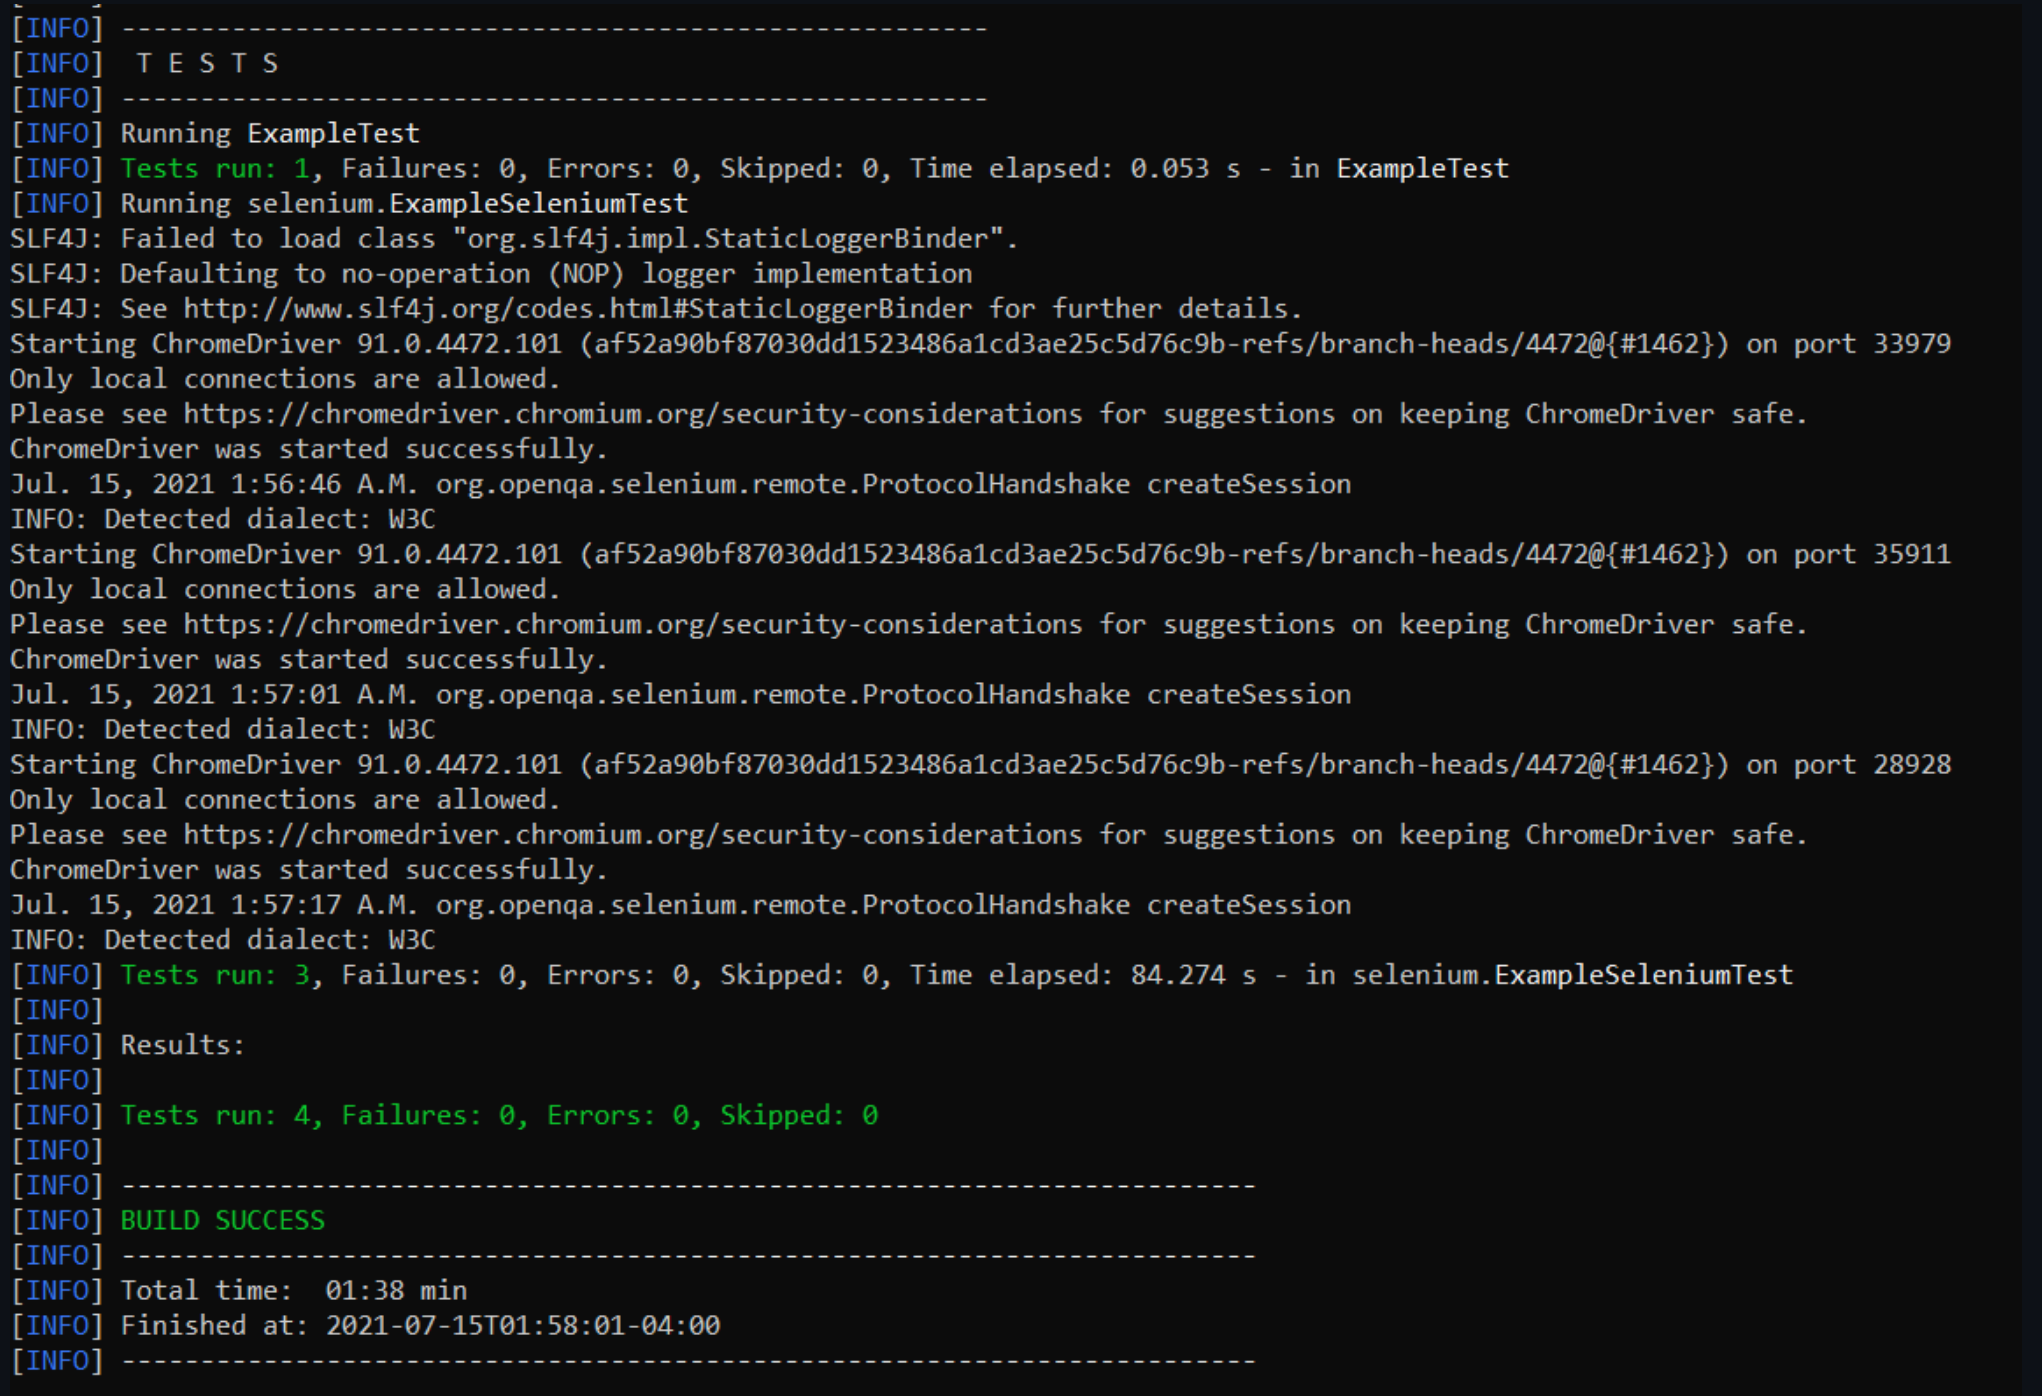 [INFO] -------------------------------------------------------
[INFO]  T E S T S
[INFO] -------------------------------------------------------
[INFO] Running ExampleTest
[INFO] Tests run: 1, Failures: 0, Errors: 0, Skipped: 0, Time elapsed: 0.053 s - in ExampleTest
[INFO] Running selenium.ExampleSeleniumTest
SLF4J: Failed to load class "org.slf4j.impl.StaticLoggerBinder".
SLF4J: Defaulting to no-operation (NOP) logger implementation
SLF4J: See http://www.slf4j.org/codes.html#StaticLoggerBinder for further details.
Starting ChromeDriver 91.0.4472.101 (af52a90bf87030dd1523486a1cd3ae25c5d76c9b-refs/branch-heads/4472@{#1462}) on port 33979
Only local connections are allowed.
Please see https://chromedriver.chromium.org/security-considerations for suggestions on keeping ChromeDriver safe.
ChromeDriver was started successfully.
Jul. 15, 2021 1:56:46 A.M. org.openqa.selenium.remote.ProtocolHandshake createSession
INFO: Detected dialect: W3C
Starting ChromeDriver 91.0.4472.101 (af52a90bf87030dd1523486a1cd3ae25c5d76c9b-refs/branch-heads/4472@{#1462}) on port 35911
Only local connections are allowed.
Please see https://chromedriver.chromium.org/security-considerations for suggestions on keeping ChromeDriver safe.
ChromeDriver was started successfully.
Jul. 15, 2021 1:57:01 A.M. org.openqa.selenium.remote.ProtocolHandshake createSession
INFO: Detected dialect: W3C
Starting ChromeDriver 91.0.4472.101 (af52a90bf87030dd1523486a1cd3ae25c5d76c9b-refs/branch-heads/4472@{#1462}) on port 28928
Only local connections are allowed.
Please see https://chromedriver.chromium.org/security-considerations for suggestions on keeping ChromeDriver safe.
ChromeDriver was started successfully.
Jul. 15, 2021 1:57:17 A.M. org.openqa.selenium.remote.ProtocolHandshake createSession
INFO: Detected dialect: W3C
[INFO] Tests run: 3, Failures: 0, Errors: 0, Skipped: 0, Time elapsed: 84.274 s - in selenium.ExampleSeleniumTest
[INFO]
[INFO] Results:
[INFO]
[INFO] Tests run: 4, Failures: 0, Errors: 0, Skipped: 0
[INFO]
[INFO] ------------------------------------------------------------------------
[INFO] BUILD SUCCESS
[INFO] ------------------------------------------------------------------------
[INFO] Total time:  01:38 min
[INFO] Finished at: 2021-07-15T01:58:01-04:00
[INFO] ------------------------------------------------------------------------